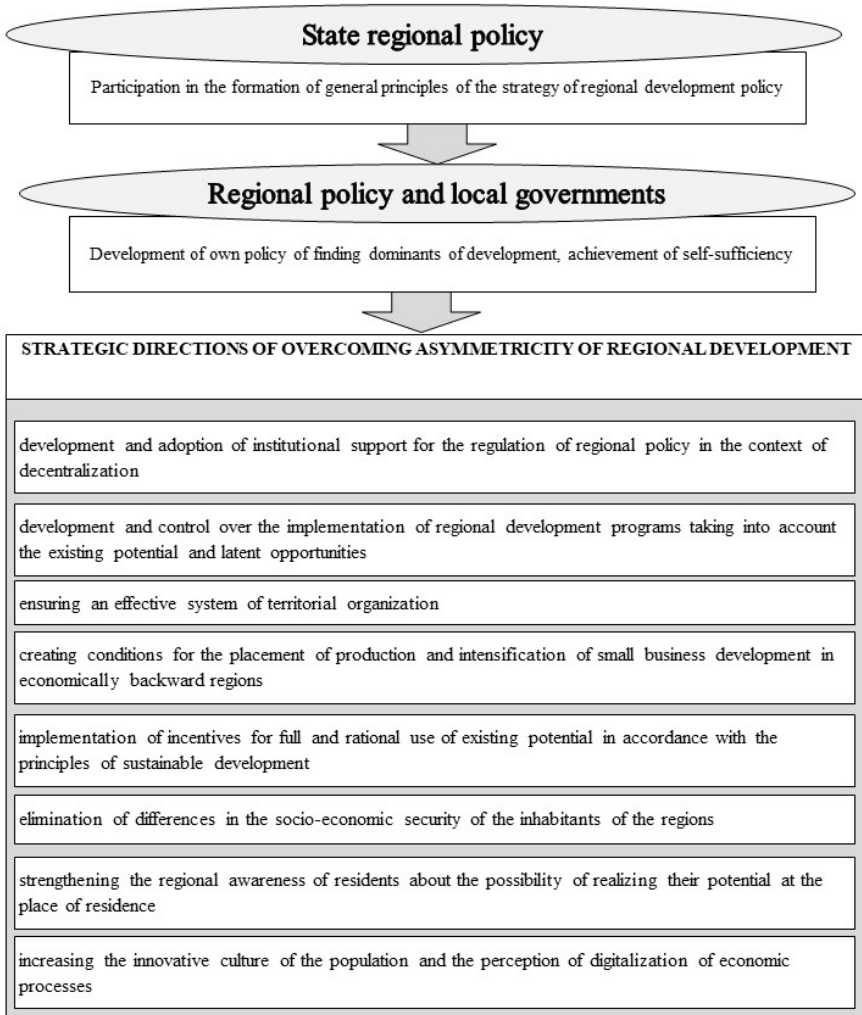 State regional policy
Participation in the formation of general principles of the strategy of regional development policy
Regional policy and local governments
Development of own policy of finding dominants of development, achievement of self-sufficiency
STRATEGIC DIRECTIONS OF OVERCOMING ASYMMETRICITY OF REGIONAL DEVELOPMENT
development and adoption of institutional support for the regulation of regional policy in the context of
decentralization
development and control over the implementation of regional development programs taking into account
the existing potential and latent opportunities
ensuring an effective system of territorial organization
creating conditions for the placement of production and intensification of small business development in
economically backward regions
implementation of incentives for full and rational use of existing potential in accordance with the
principles of sustainable development
elimination of differences in the socio-economic security of the inhabitants of the regions
strengthening the regional awareness of residents about the possibility of realizing their potential at the
place of residence
increasing the innovative culture of the population and the perception of digitalization of economic
processes